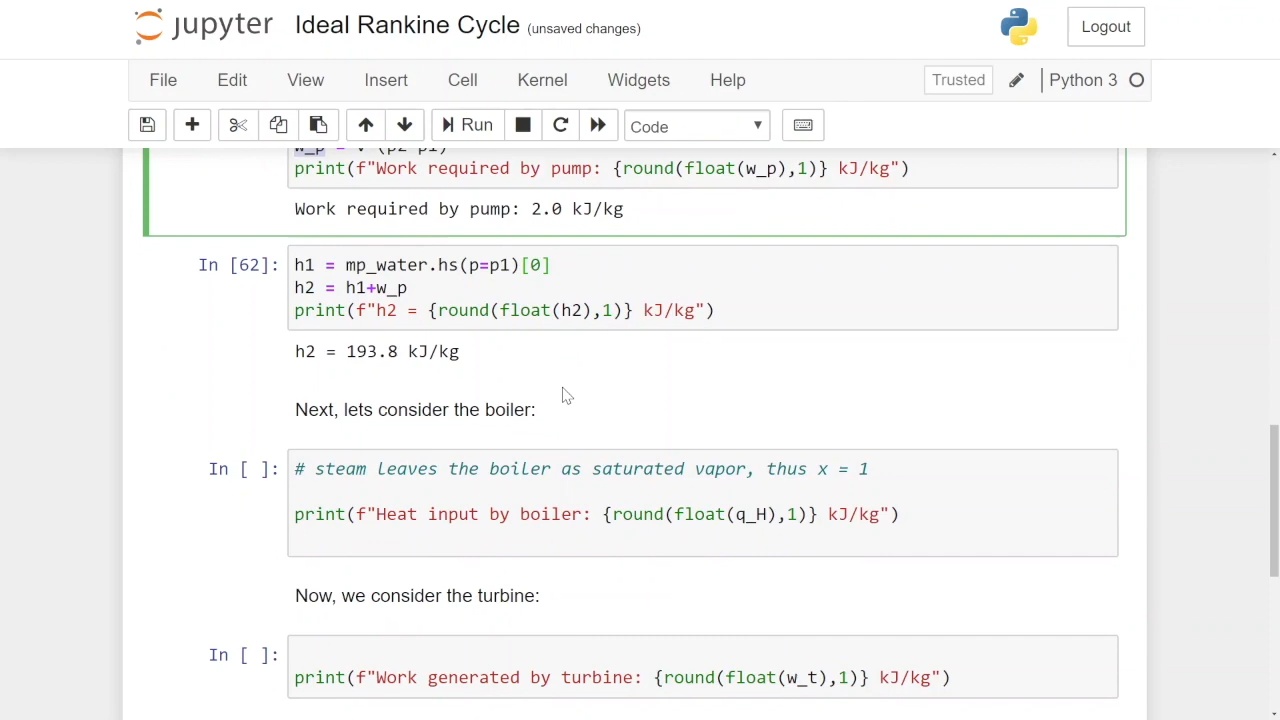 jupyter Ideal Rankine Cycle (unsaved changes) Logout
File Edit View Insert Cell Kernel Widgets Help Trusted Python 3
Run Code
w_p = v*(p2-p1)
print(f"Work required by pump: {round(float(w_p),1)} kJ/kg")
Work required by pump: 2.0 kJ/kg
In [62]: h1 = mp_water.hs(p=p1)[0]
h2 = h1+w_p
print(f"h2 = {round(float(h2),1)} kJ/kg")
h2 = 193.8 kJ/kg
Next, lets consider the boiler:
In [ ]: # steam leaves the boiler as saturated vapor, thus x = 1
print(f"Heat input by boiler: {round(float(q_H),1)} kJ/kg")
Now, we consider the turbine:
In [ ]:
print(f"Work generated by turbine: {round(float(w_t),1)} kJ/kg")